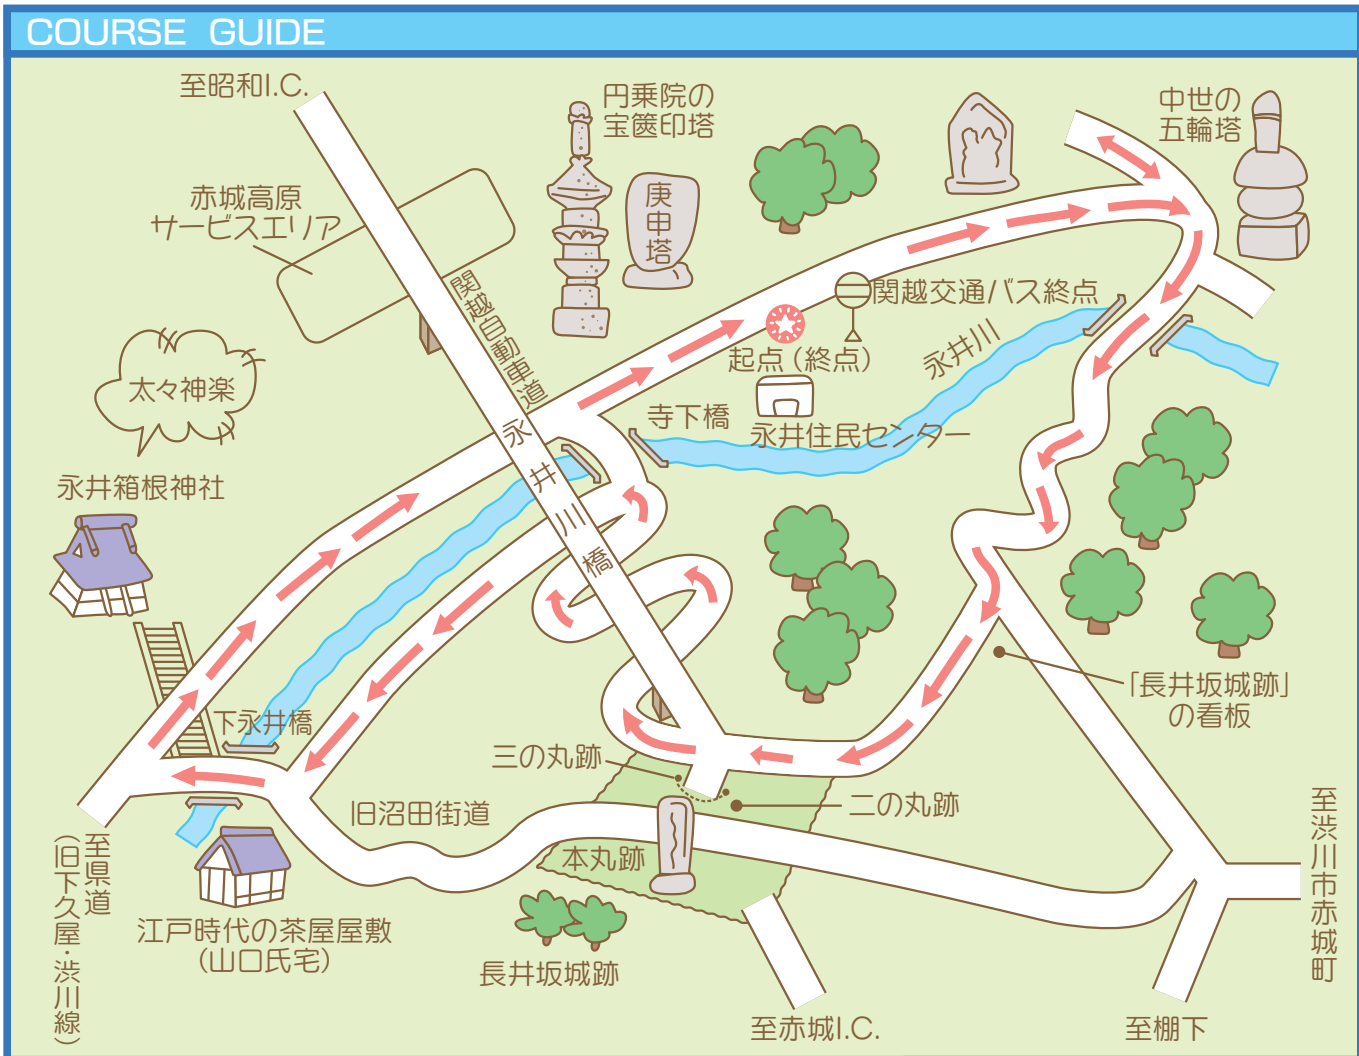 COURSE GUIDE
至昭和I.C.
円乗院の
宝篋印塔
中世の
五輪塔
赤城高原
サービスエリア
庚申塔
関越自動車道
関越交通バス終点
永井川
起点（終点）
太々神楽
寺下橋
永井住民センター
永井川橋
永井箱根神社
「長井坂城跡」
の看板
下永井橋
三の丸跡
二の丸跡
旧沼田街道
本丸跡
至県道
（旧下久屋・渋川線）
至渋川市赤城町
江戸時代の茶屋屋敷
（山口氏宅）
長井坂城跡
至赤城I.C.
至棚下